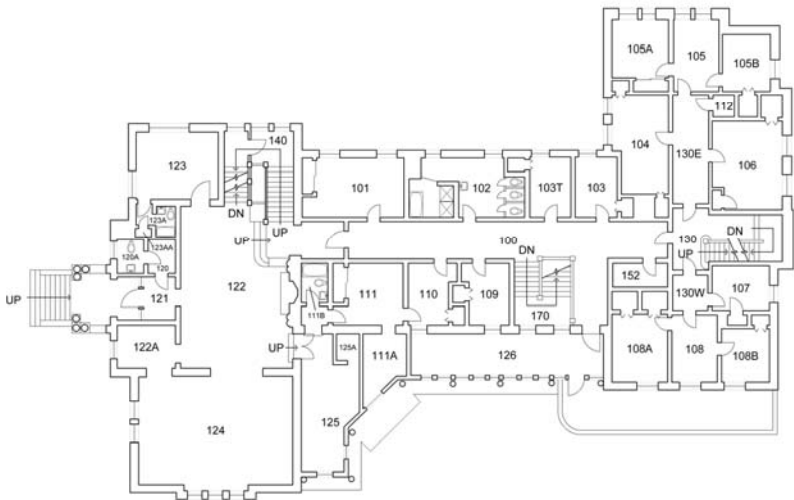 105A
105
105B
112
140
123
104
130E
106
101
102
103T
103
DN
123A
UP
UP
100
DN
130
DN
123AA
120A
120
UP
152
UP
121
122
111
110
109
130W
107
111B
170
122A
UP
125A
111A
126
108A
108
108B
124
125